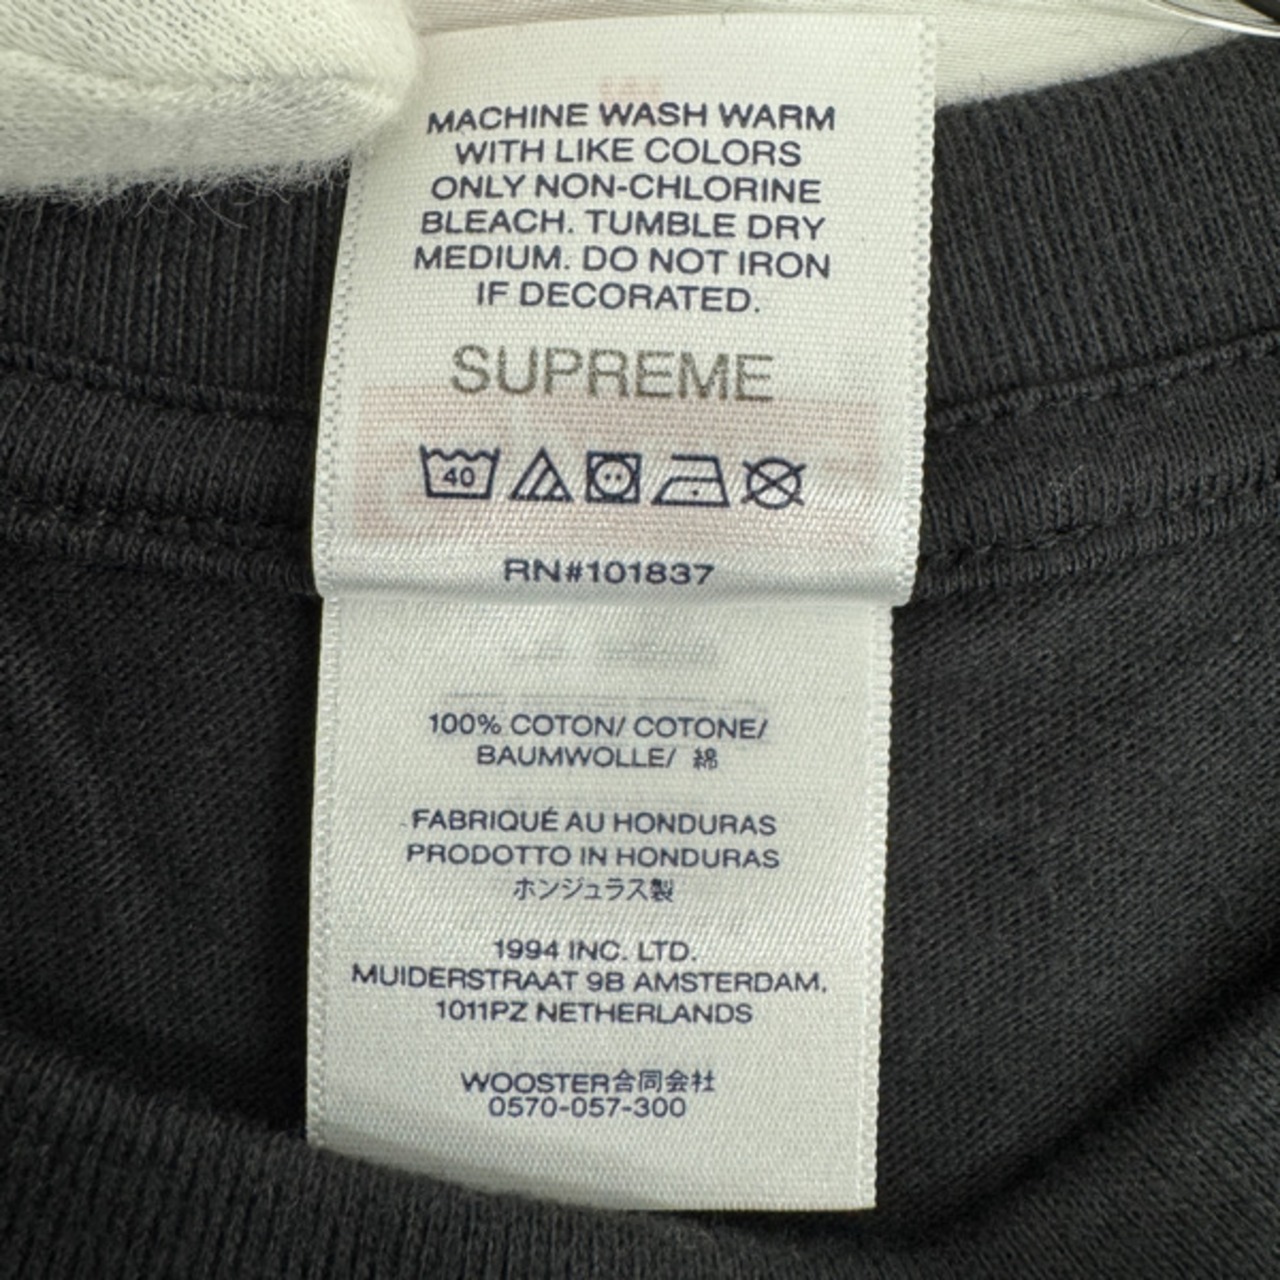 MACHINE WASH WARM
WITH LIKE COLORS
ONLY NON-CHLORINE
BLEACH. TUMBLE DRY
MEDIUM. DO NOT IRON
IF DECORATED.
SUPREME
40
RN#101837
100% COTON/ COTONE/
BAUMWOLLE/ 綿
FABRIQUÉ AU HONDURAS
PRODOTTO IN HONDURAS
ホンジュラス製
1994 INC. LTD.
MUIDERSTRAAT 9B AMSTERDAM,
1011PZ NETHERLANDS
WOOSTER合同会社
0570-057-300